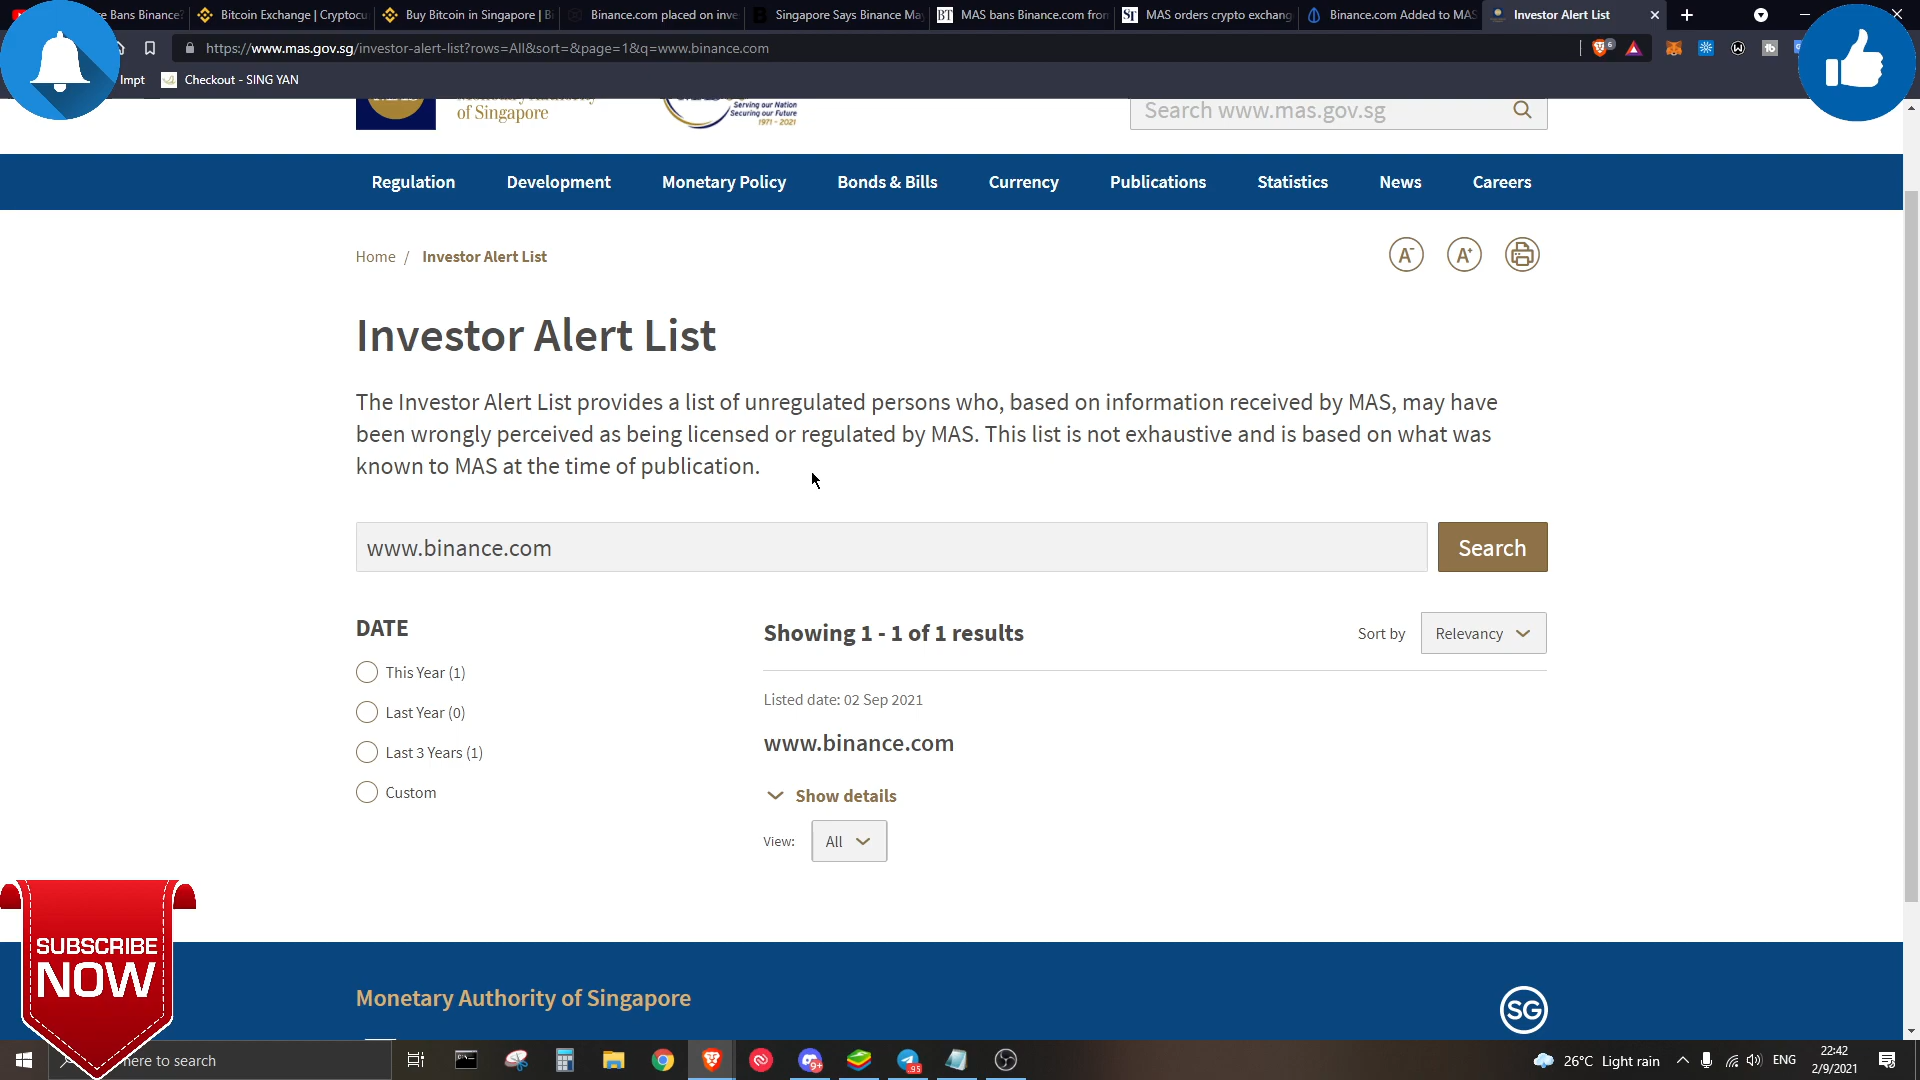 e Bans Binance?
Bitcoin Exchange | Cryptocu
Buy Bitcoin in Singapore | B
Binance.com placed on inve
Singapore Says Binance Ma
BT MAS bans Binance.com fron
ST MAS orders crypto exchang
Binance.com Added to MAS
Investor Alert List
https://www.mas.gov.sg/investor-alert-list?rows=All&sort=&page=1&q=www.binance.com
Impt
Checkout - SING YAN
of Singapore
Serving our Nation
Securing our Future
1971 - 2021
Search www.mas.gov.sg
Regulation
Development
Monetary Policy
Bonds & Bills
Currency
Publications
Statistics
News
Careers
Home / Investor Alert List
A-
A+
Investor Alert List
The Investor Alert List provides a list of unregulated persons who, based on information received by MAS, may have
been wrongly perceived as being licensed or regulated by MAS. This list is not exhaustive and is based on what was
known to MAS at the time of publication.
www.binance.com
Search
DATE
This Year (1)
Last Year (0)
Last 3 Years (1)
Custom
Showing 1 - 1 of 1 results
Sort by
Relevancy
Listed date: 02 Sep 2021
www.binance.com
Show details
View:
All
SUBSCRIBE
NOW
Monetary Authority of Singapore
SG
here to search
26°C Light rain
ENG
22:42
2/9/2021